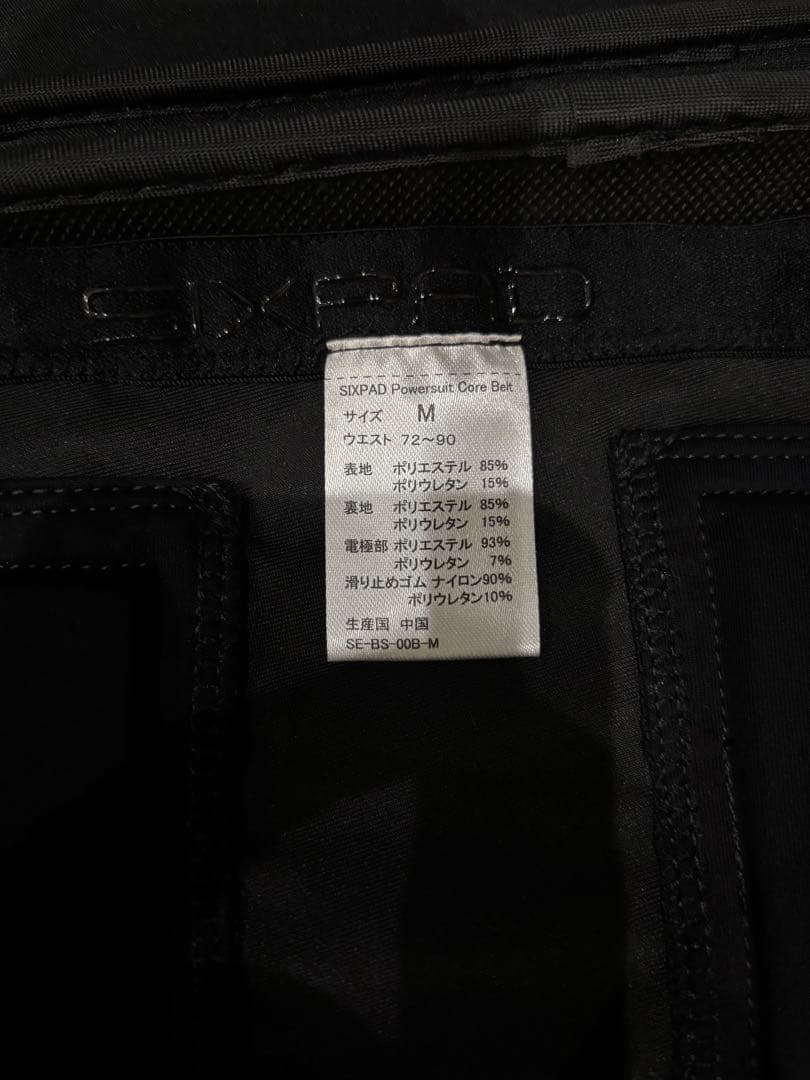 SIXPAD
SIXPAD Powersuit Core Belt
サイズ M
ウエスト 72～90
表地 ポリエステル 85%
ポリウレタン 15%
裏地 ポリエステル 85%
ポリウレタン 15%
電極部 ポリエステル 93%
ポリウレタン 7%
滑り止めゴム ナイロン90%
ポリウレタン10%
生産国 中国
SE-BS-00B-M